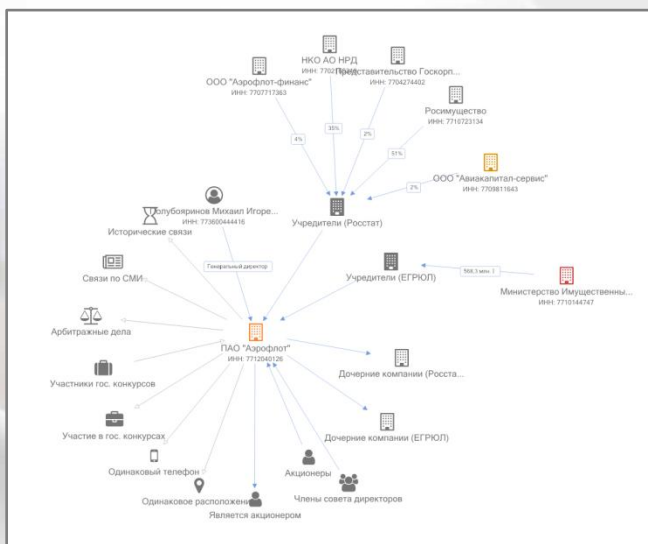 НКО АО НРД
ООО "Аэрофлот-финанс"
ИНН: 7707717363
Представительство Госкорп...
ИНН: 7704274402
Росимущество
ИНН: 7710723134
4%
35%
2%
51%
ООО "Авиакапитал-сервис"
ИНН: 7709811643
2%
Голубояринов Михаил Игоре...
ИНН: 773600444416
Исторические связи
Учредители (Росстат)
Связи по СМИ
Генеральный директор
Учредители (ЕГРЮЛ)
Министерство Имущественны...
ИНН: 7710144747
Арбитражные дела
ПАО "Аэрофлот"
ИНН: 7712040126
Дочерние компании (Росста...
Участники гос. конкурсов
Участие в гос. конкурсах
Дочерние компании (ЕГРЮЛ)
Одинаковый телефон
Акционеры
Одинаковое расположение
Члены совета директоров
Является акционером